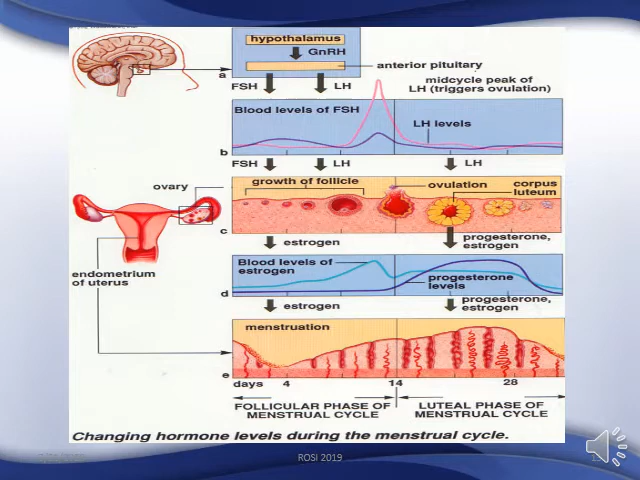 hypothalamus
GnRH
a
anterior pituitary
FSH
LH
midcycle peak of
LH (triggers ovulation)
Blood levels of FSH
LH levels
b
FSH
LH
LH
ovary
growth of follicle
ovulation
corpus
luteum
c
estrogen
progesterone,
estrogen
endometrium
of uterus
Blood levels of
estrogen
progesterone
levels
d
estrogen
progesterone,
estrogen
menstruation
e
days
4
14
28
FOLLICULAR PHASE OF
MENSTRUAL CYCLE
LUTEAL PHASE OF
MENSTRUAL CYCLE
Changing hormone levels during the menstrual cycle.
ROSI 2019